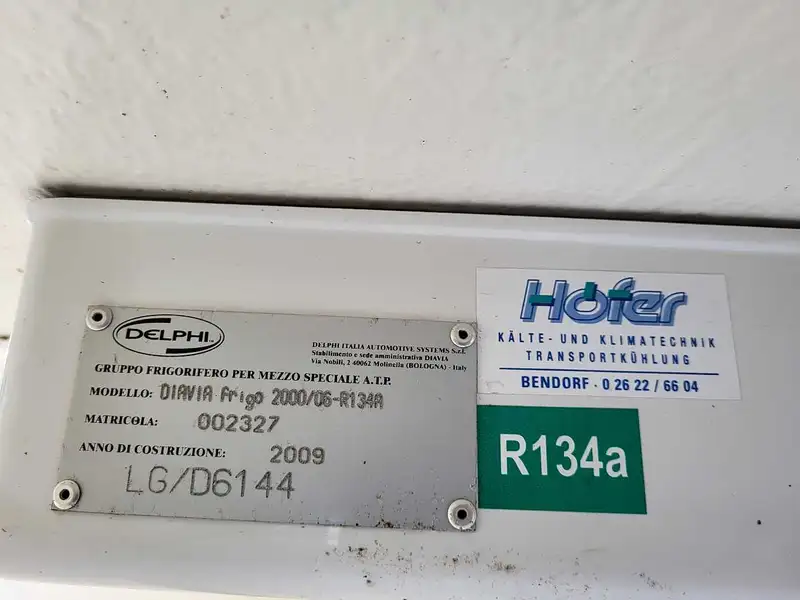 DELPHI
DELPHI ITALIA AUTOMOTIVE SYSTEMS S.r.l.
Stabilimento e sede amministrativa DIAVIA
Via Nobili, 2 40062 Molinella (BOLOGNA) - Italy
GRUPPO FRIGORIFERO PER MEZZO SPECIALE A.T.P.
MODELLO: DIAVIA Frigo 2000/06-R134A
MATRICOLA: 002327
ANNO DI COSTRUZIONE: 2009
LG/D6144
Höfer
KÄLTE- UND KLIMATECHNIK
TRANSPORTKÜHLUNG
BENDORF · 0 26 22 / 66 04
R134a